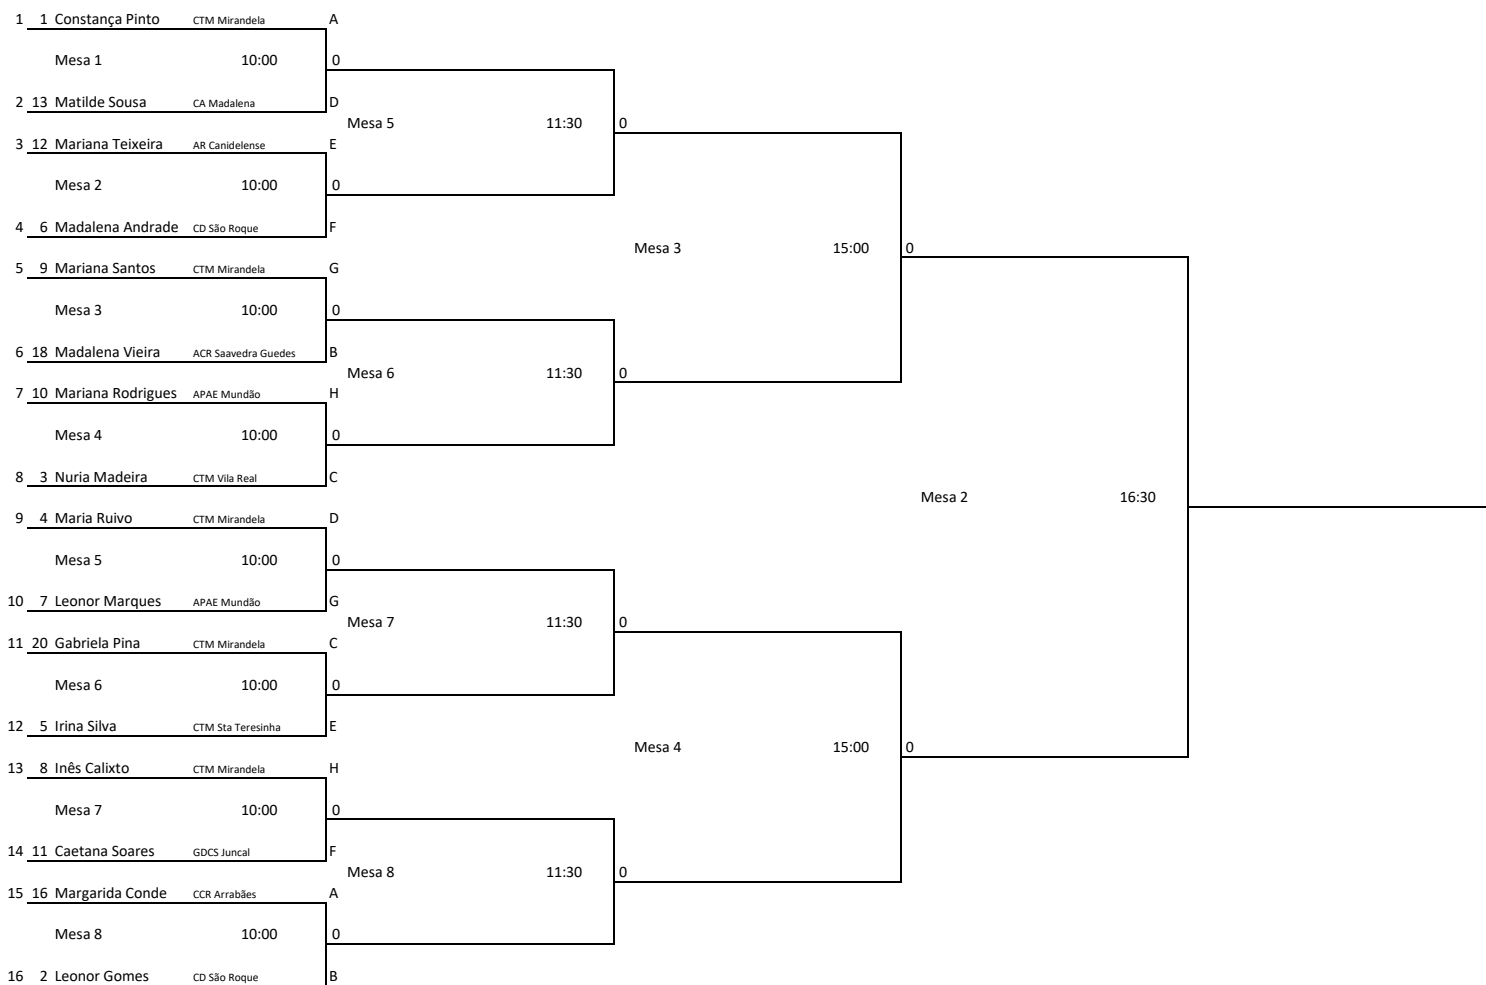 1 1 Constança Pinto CTM Mirandela A
Mesa 1 10:00 0
2 13 Matilde Sousa CA Madalena D
Mesa 5 11:30 0
3 12 Mariana Teixeira AR Canidelense E
Mesa 2 10:00 0
4 6 Madalena Andrade CD São Roque F
Mesa 3 15:00 0
5 9 Mariana Santos CTM Mirandela G
Mesa 3 10:00 0
6 18 Madalena Vieira ACR Saavedra Guedes B
Mesa 6 11:30 0
7 10 Mariana Rodrigues APAE Mundão H
Mesa 4 10:00 0
8 3 Nuria Madeira CTM Vila Real C
Mesa 2 16:30
9 4 Maria Ruivo CTM Mirandela D
Mesa 5 10:00 0
10 7 Leonor Marques APAE Mundão G
Mesa 7 11:30 0
11 20 Gabriela Pina CTM Mirandela C
Mesa 6 10:00 0
12 5 Irina Silva CTM Sta Teresinha E
Mesa 4 15:00 0
13 8 Inês Calixto CTM Mirandela H
Mesa 7 10:00 0
14 11 Caetana Soares GDCS Juncal F
Mesa 8 11:30 0
15 16 Margarida Conde CCR Arrabães A
Mesa 8 10:00 0
16 2 Leonor Gomes CD São Roque B